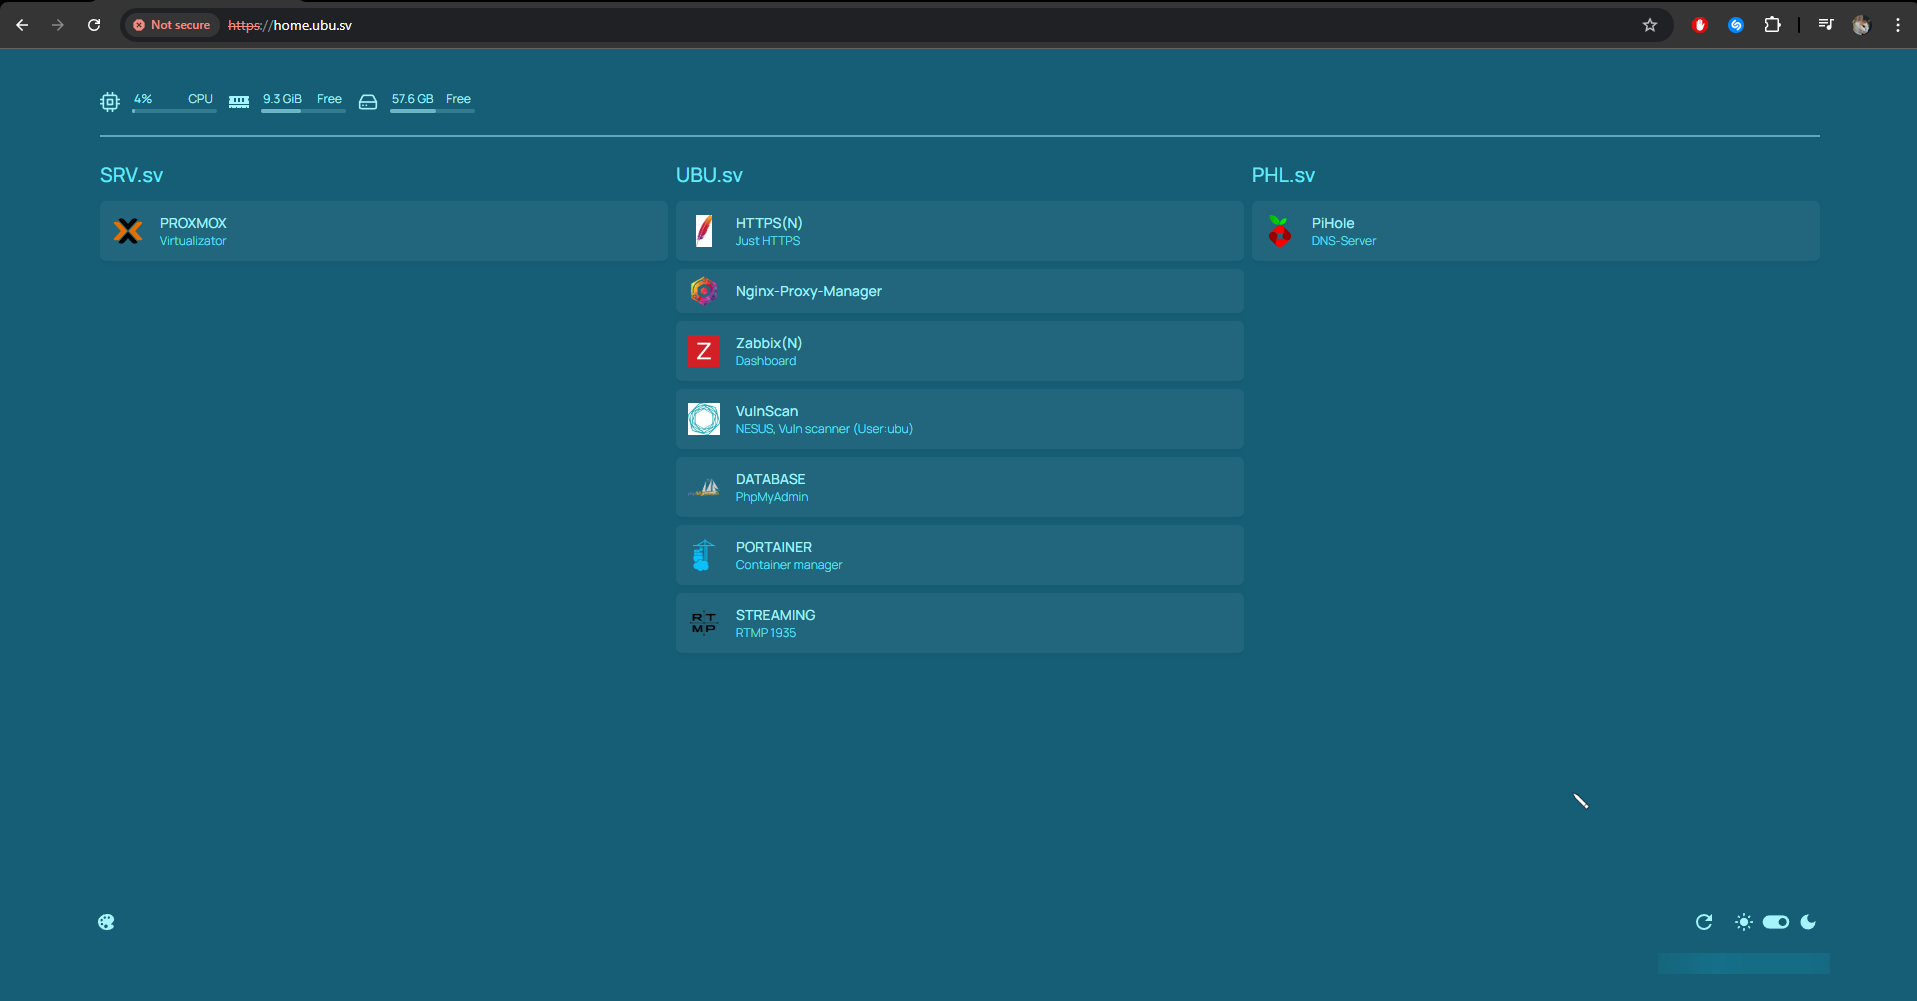 Not secure https://home.ubu.sv
4% CPU 9.3 GiB Free 57.6 GB Free
SRV.sv
PROXMOX
Virtualizator
UBU.sv
HTTPS(N)
Just HTTPS
Nginx-Proxy-Manager
Z
Zabbix(N)
Dashboard
VulnScan
NESUS, Vuln scanner (User:ubu)
DATABASE
PhpMyAdmin
PORTAINER
Container manager
RT
MP
STREAMING
RTMP 1935
PHL.sv
PiHole
DNS-Server